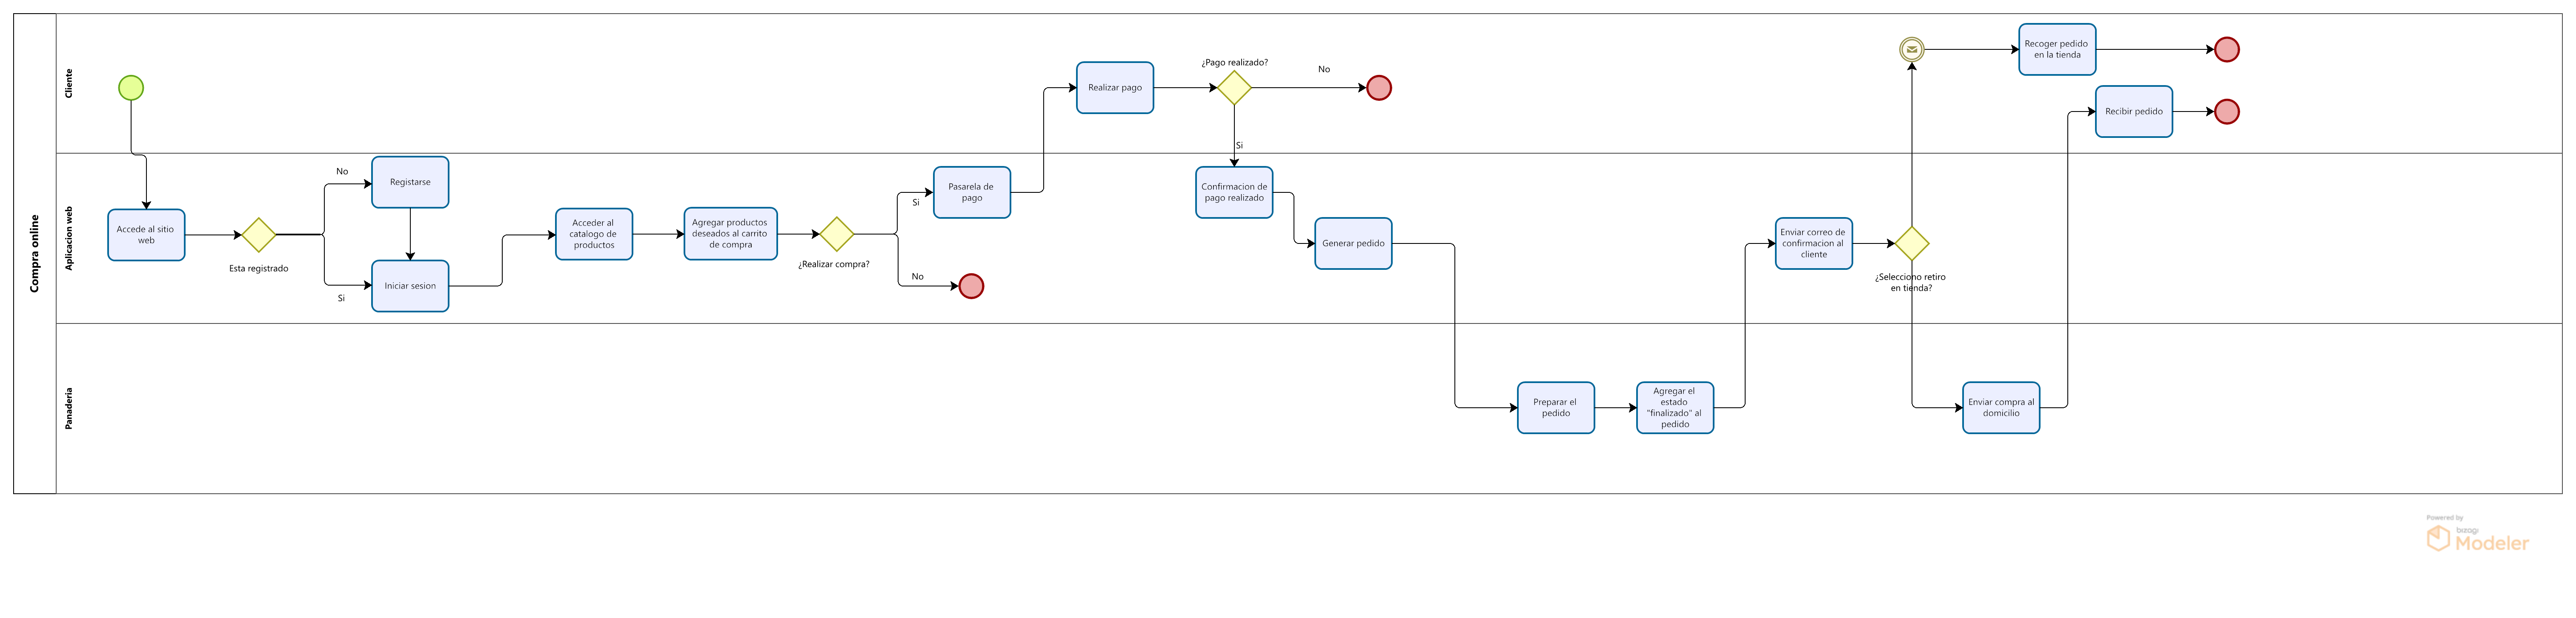 Compra online
Cliente
Recoger pedido
en la tienda
¿Pago realizado?
No
Realizar pago
Recibir pedido
Si
Aplicacion web
No
Registarse
Pasarela de
pago
Si
Confirmacion de
pago realizado
Accede al sitio
web
Esta registrado
Acceder al
catalogo de
productos
Agregar productos
deseados al carrito
de compra
¿Realizar compra?
Generar pedido
Enviar correo de
confirmacion al
cliente
¿Selecciono retiro
en tienda?
Si
Iniciar sesion
No
Panaderia
Preparar el
pedido
Agregar el
estado
"finalizado" al
pedido
Enviar compra al
domicilio
Powered by
bizagi
Modeler